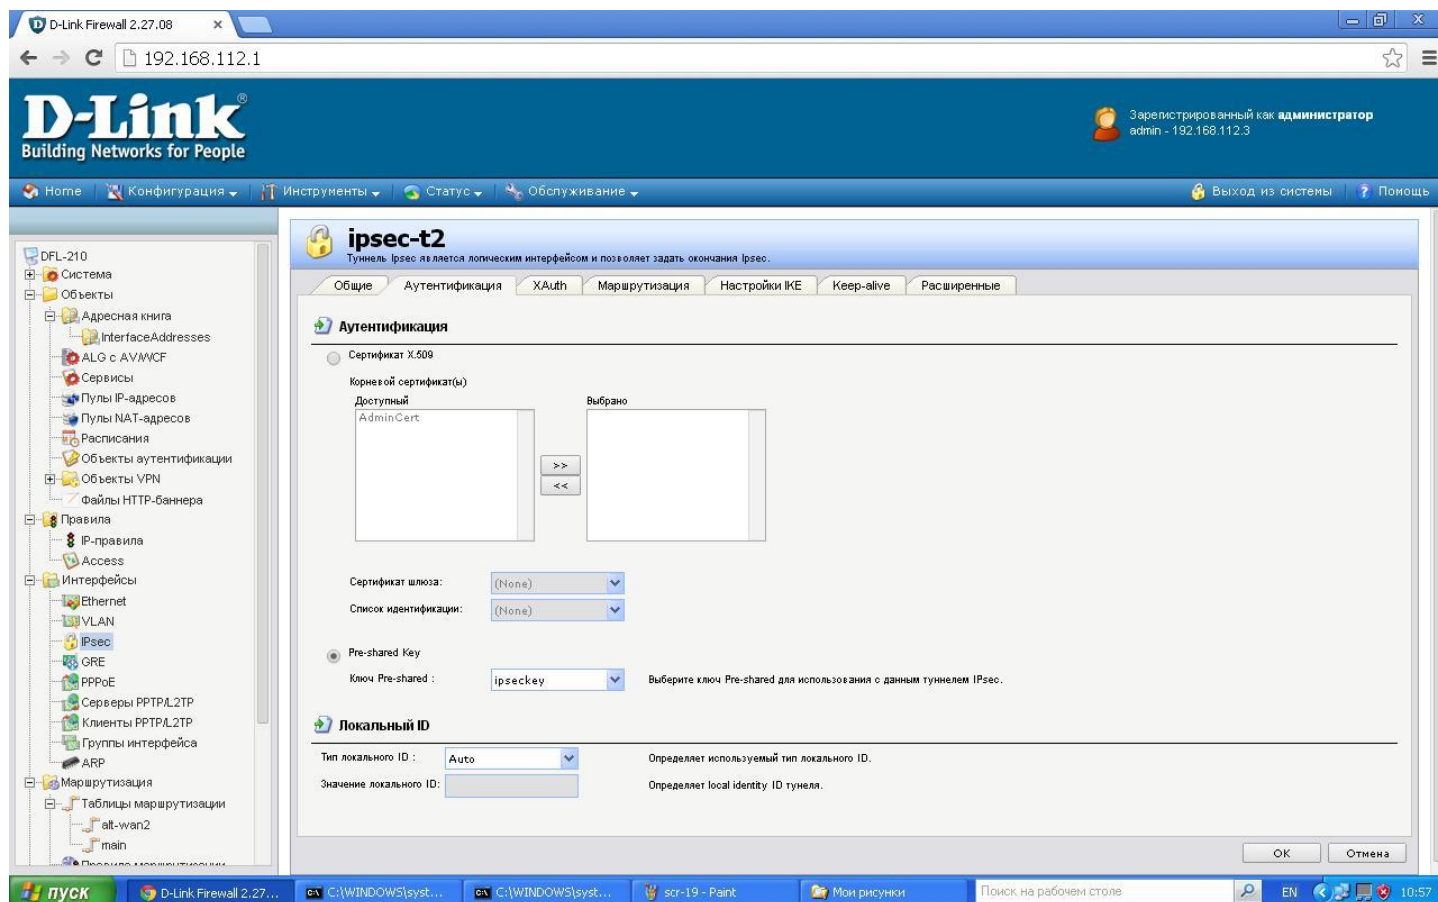 D-Link Firewall 2.27.08
192.168.112.1
D-Link®
Building Networks for People
Зарегистрированный как администратор
admin - 192.168.112.3
Home Конфигурация Инструменты Статус Обслуживание Выход из системы Помощь
DFL-210
Система
Объекты
Адресная книга
InterfaceAddresses
ALG с AV/WCF
Сервисы
Пулы IP-адресов
Пулы NAT-адресов
Расписания
Объекты аутентификации
Объекты VPN
Файлы HTTP-баннера
Правила
IP-правила
Access
Интерфейсы
Ethernet
VLAN
IPsec
GRE
PPPoE
Серверы PPTP/L2TP
Клиенты PPTP/L2TP
Группы интерфейса
ARP
Маршрутизация
Таблицы маршрутизации
alt-wan2
main
ipsec-t2
Туннель Ipsec является логическим интерфейсом и позволяет задать окончания Ipsec.
Общие Аутентификация XAuth Маршрутизация Настройки IKE Keep-alive Расширенные
Аутентификация
Сертификат X.509
Корневой сертификат(ы)
Доступный Выбрано
AdminCert
>>
<<
Сертификат шлюза: (None)
Список идентификации: (None)
Pre-shared Key
Ключ Pre-shared : ipseckey Выберите ключ Pre-shared для использования с данным туннелем IPsec.
Локальный ID
Тип локального ID : Auto Определяет используемый тип локального ID.
Значение локального ID: Определяет local identity ID тунеля.
OK Отмена
пуск D-Link Firewall 2.27... C:\WINDOWS\syst... C:\WINDOWS\syst... scr-19 - Paint Мои рисунки Поиск на рабочем столе EN 10:57